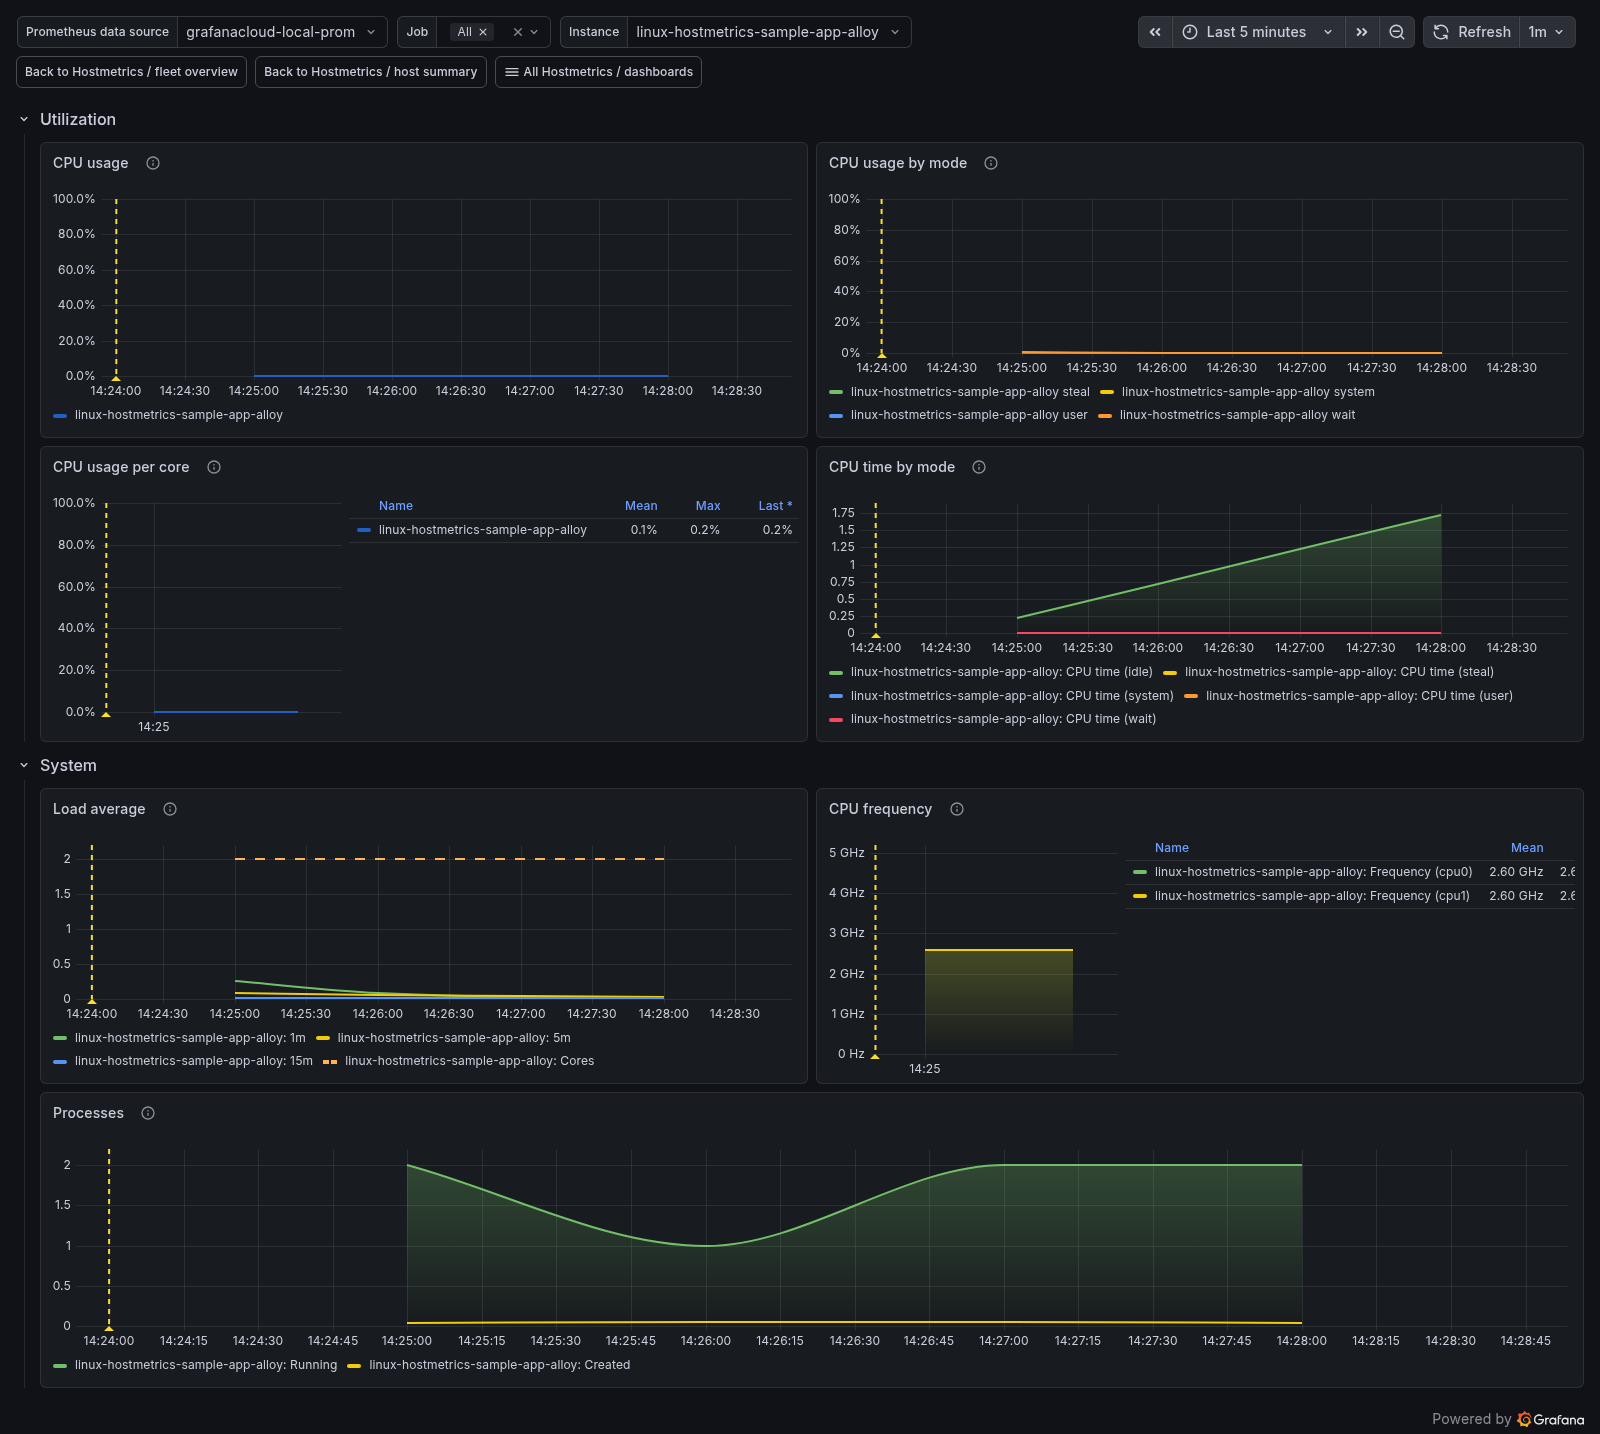 Prometheus data source grafanacloud-local-prom Job All Instance linux-hostmetrics-sample-app-alloy Last 5 minutes Refresh 1m
Back to Hostmetrics / fleet overview Back to Hostmetrics / host summary All Hostmetrics / dashboards
Utilization
CPU usage
100.0%
80.0%
60.0%
40.0%
20.0%
0.0%
14:24:00 14:24:30 14:25:00 14:25:30 14:26:00 14:26:30 14:27:00 14:27:30 14:28:00 14:28:30
linux-hostmetrics-sample-app-alloy
CPU usage by mode
100%
80%
60%
40%
20%
0%
14:24:00 14:24:30 14:25:00 14:25:30 14:26:00 14:26:30 14:27:00 14:27:30 14:28:00 14:28:30
linux-hostmetrics-sample-app-alloy steal linux-hostmetrics-sample-app-alloy system
linux-hostmetrics-sample-app-alloy user linux-hostmetrics-sample-app-alloy wait
CPU usage per core
100.0%
80.0%
60.0%
40.0%
20.0%
0.0%
14:25
Name Mean Max Last *
linux-hostmetrics-sample-app-alloy 0.1% 0.2% 0.2%
CPU time by mode
1.75
1.5
1.25
1
0.75
0.5
0.25
0
14:24:00 14:24:30 14:25:00 14:25:30 14:26:00 14:26:30 14:27:00 14:27:30 14:28:00 14:28:30
linux-hostmetrics-sample-app-alloy: CPU time (idle) linux-hostmetrics-sample-app-alloy: CPU time (steal)
linux-hostmetrics-sample-app-alloy: CPU time (system) linux-hostmetrics-sample-app-alloy: CPU time (user)
linux-hostmetrics-sample-app-alloy: CPU time (wait)
System
Load average
2
1.5
1
0.5
0
14:24:00 14:24:30 14:25:00 14:25:30 14:26:00 14:26:30 14:27:00 14:27:30 14:28:00 14:28:30
linux-hostmetrics-sample-app-alloy: 1m linux-hostmetrics-sample-app-alloy: 5m
linux-hostmetrics-sample-app-alloy: 15m linux-hostmetrics-sample-app-alloy: Cores
CPU frequency
5 GHz
4 GHz
3 GHz
2 GHz
1 GHz
0 Hz
14:25
Name Mean
linux-hostmetrics-sample-app-alloy: Frequency (cpu0) 2.60 GHz
linux-hostmetrics-sample-app-alloy: Frequency (cpu1) 2.60 GHz
Processes
2
1.5
1
0.5
0
14:24:00 14:24:15 14:24:30 14:24:45 14:25:00 14:25:15 14:25:30 14:25:45 14:26:00 14:26:15 14:26:30 14:26:45 14:27:00 14:27:15 14:27:30 14:27:45 14:28:00 14:28:15 14:28:30 14:28:45
linux-hostmetrics-sample-app-alloy: Running linux-hostmetrics-sample-app-alloy: Created
Powered by Grafana